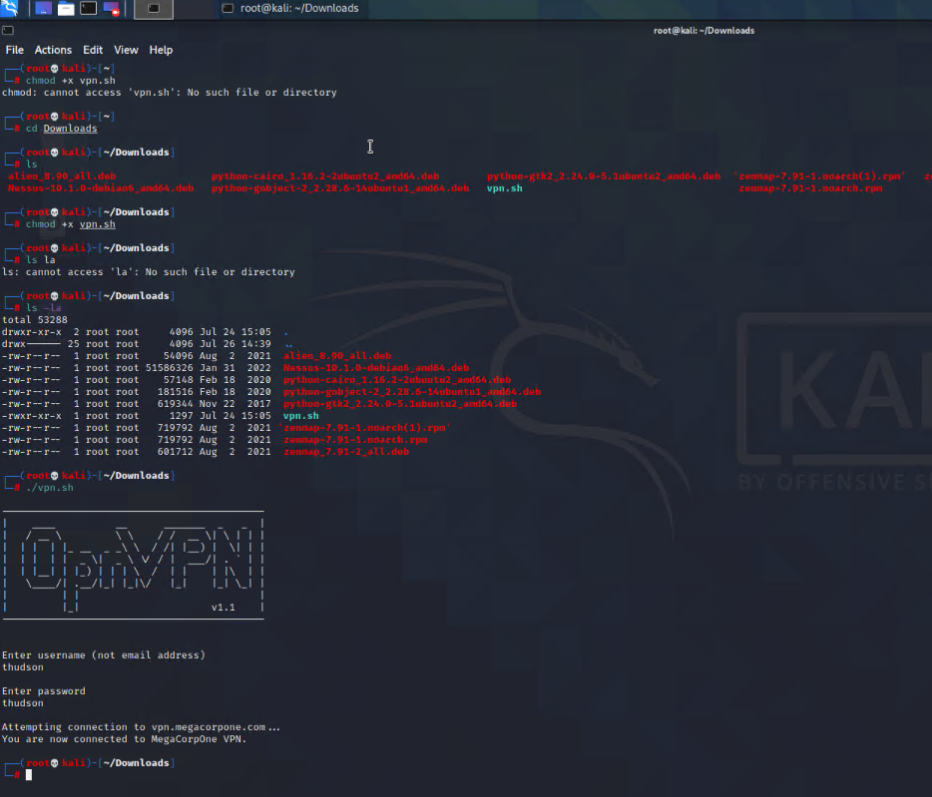 root@kali: ~/Downloads
root@kali: ~/Downloads
File Actions Edit View Help
(root💀kali)-[~]
# chmod +x vpn.sh
chmod: cannot access 'vpn.sh': No such file or directory
(root💀kali)-[~]
# cd Downloads
(root💀kali)-[~/Downloads]
# ls
alien_8.90_all.deb python-cairo_1.16.2-2ubuntu2_amd64.deb python-gtk2_2.24.0-5.1ubuntu2_amd64.deb 'zenmap-7.91-1.noarch(1).rpm'
Nessus-10.1.0-debian6_amd64.deb python-gobject-2_2.28.6-14ubuntu1_amd64.deb vpn.sh zenmap-7.91-1.noarch.rpm
(root💀kali)-[~/Downloads]
# chmod +x vpn.sh
(root💀kali)-[~/Downloads]
# ls la
ls: cannot access 'la': No such file or directory
(root💀kali)-[~/Downloads]
# ls -la
total 53288
drwxr-xr-x 2 root root 4096 Jul 24 15:05 .
drwx------ 25 root root 4096 Jul 26 14:39 ..
-rw-r--r-- 1 root root 54096 Aug 2 2021 alien_8.90_all.deb
-rw-r--r-- 1 root root 51586326 Jan 31 2022 Nessus-10.1.0-debian6_amd64.deb
-rw-r--r-- 1 root root 57148 Feb 18 2020 python-cairo_1.16.2-2ubuntu2_amd64.deb
-rw-r--r-- 1 root root 181516 Feb 18 2020 python-gobject-2_2.28.6-14ubuntu1_amd64.deb
-rw-r--r-- 1 root root 619344 Nov 22 2017 python-gtk2_2.24.0-5.1ubuntu2_amd64.deb
-rwxr-xr-x 1 root root 1297 Jul 24 15:05 vpn.sh
-rw-r--r-- 1 root root 719792 Aug 2 2021 'zenmap-7.91-1.noarch(1).rpm'
-rw-r--r-- 1 root root 719792 Aug 2 2021 zenmap-7.91-1.noarch.rpm
-rw-r--r-- 1 root root 601712 Aug 2 2021 zenmap_7.91-2_all.deb
(root💀kali)-[~/Downloads]
# ./vpn.sh
OpnVPN
v1.1
Enter username (not email address)
thudson
Enter password
thudson
Attempting connection to vpn.megacorpone.com...
You are now connected to MegaCorpOne VPN.
(root💀kali)-[~/Downloads]
#
KA
BY OFFENSIVE S